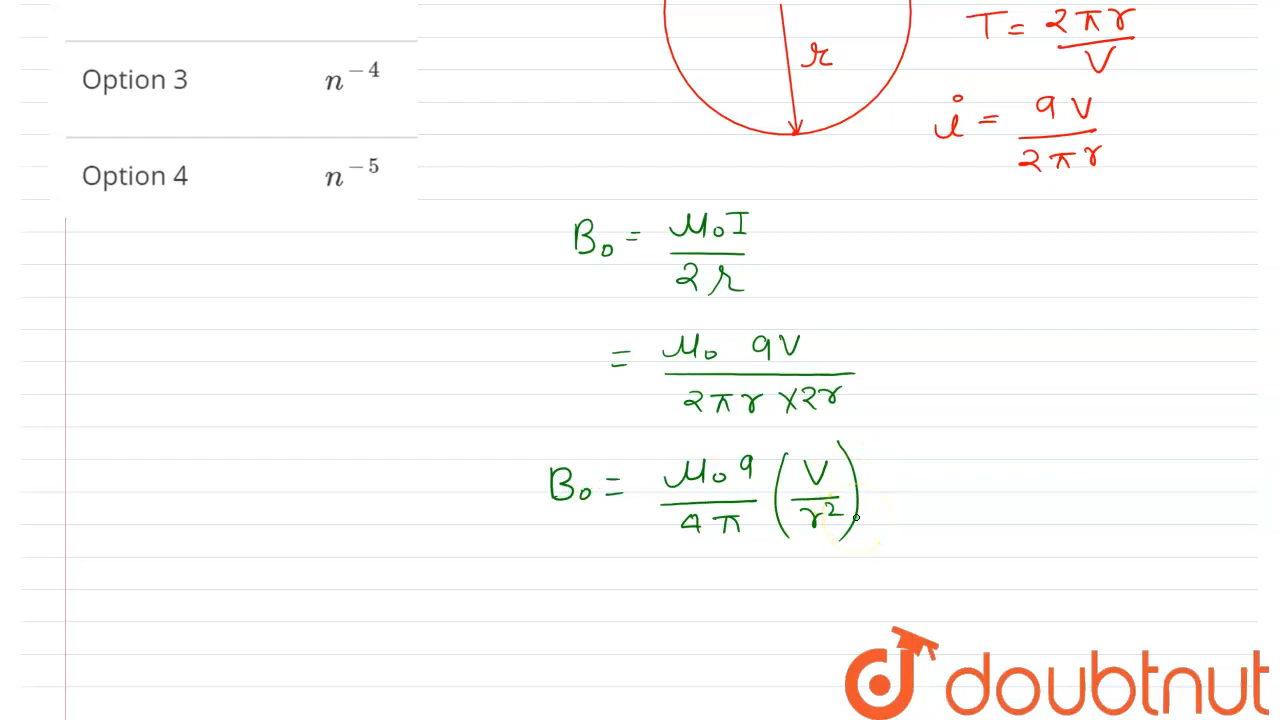 T = 2πr / V
r
Option 3 n^-4
i = qV / 2πr
Option 4 n^-5
B₀ = μ₀I / 2r
= μ₀ qV / 2πr × 2r
B₀ = μ₀q / 4π (V / r²)
doubtnut